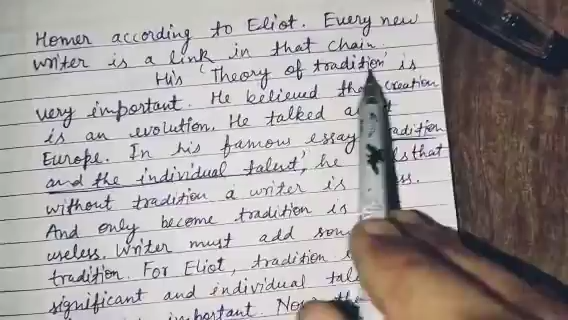 Homer according to Eliot. Every new
writer is a link in that chain.
His 'Theory of tradition' is
very important. He believed that creation
is an evolution. He talked a
Europe. In his famous essay
and the individual talent', he that
without tradition a writer is
And only become tradition is
useless. Writer must add
tradition. For Eliot, tradition
significant and individual
important.